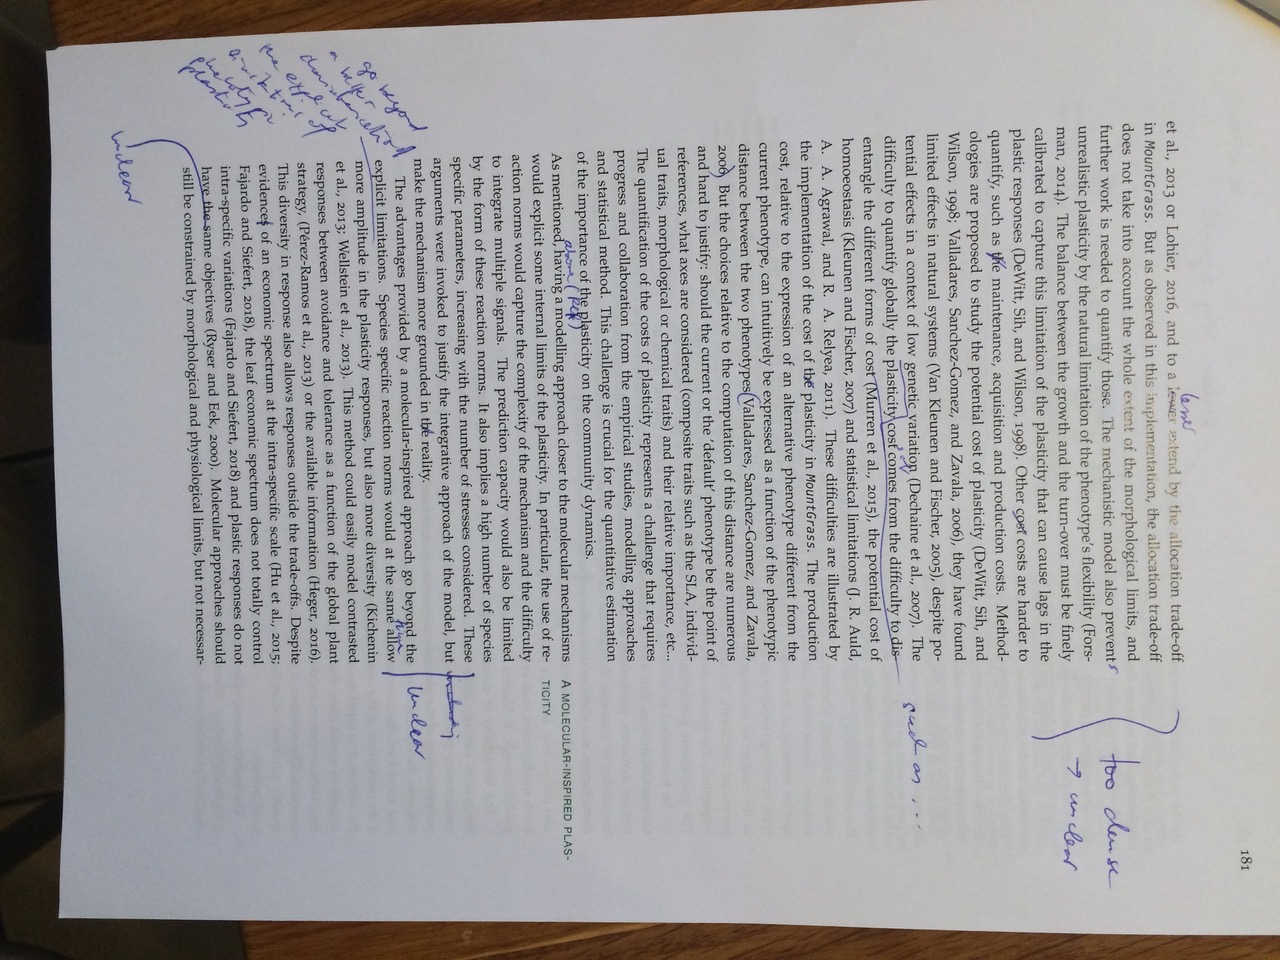 181
lesser
et al., 2013 or Lohier, 2016, and to a lewer extend by the allocation trade-off
in MountGrass. But as observed in this implementation, the allocation trade-off
does not take into account the whole extent of the morphological limits, and
further work is needed to quantify those. The mechanistic model also prevents
unrealistic plasticity by the natural limitation of the phenotype's flexibility (Fors-
man, 2014). The balance between the growth and the turn-over must be finely
calibrated to capture this limitation of the plasticity that can cause lags in the
plastic responses (DeWitt, Sih, and Wilson, 1998). Other cost costs are harder to
quantify, such as the maintenance, acquisition and production costs. Method-
ologies are proposed to study the potential cost of plasticity (DeWitt, Sih, and
Wilson, 1998; Valladares, Sanchez-Gomez, and Zavala, 2006), they have found
limited effects in natural systems (Van Kleunen and Fischer, 2005), despite po-
tential effects in a context of low genetic variation (Dechaine et al., 2007). The
difficulty to quantify globally the plasticity cost comes from the difficulty to dis-
entangle the different forms of cost (Murren et al., 2015), the potential cost of
homoeostasis (Kleunen and Fischer, 2007) and statistical limitations (J. R. Auld,
A. A. Agrawal, and R. A. Relyea, 2011). These difficulties are illustrated by
the implementation of the cost of the plasticity in MountGrass. The production
cost, relative to the expression of an alternative phenotype different from the
current phenotype, can intuitively be expressed as a function of the phenotypic
distance between the two phenotypes (Valladares, Sanchez-Gomez, and Zavala,
2006) But the choices relative to the computation of this distance are numerous
and hard to justify: should the current or the 'default' phenotype be the point of
references, what axes are considered (composite traits such as the SLA, individ-
ual traits, morphological or chemical traits) and their relative importance, etc...
The quantification of the costs of plasticity represents a challenge that requires
progress and collaboration from the empirical studies, modelling approaches
and statistical method. This challenge is crucial for the quantitative estimation
of the importance of the plasticity on the community dynamics.
above (Ref)
As mentioned, having a modelling approach closer to the molecular mechanisms
would explicit some internal limits of the plasticity. In particular, the use of re-
action norms would capture the complexity of the mechanism and the difficulty
to integrate multiple signals. The prediction capacity would also be limited
by the form of these reaction norms. It also implies a high number of species
specific parameters, increasing with the number of stresses considered. These
arguments were invoked to justify the integrative approach of the model, but
make the mechanism more grounded in the reality.
The advantages provided by a molecular-inspired approach go beyond the
explicit limitations. Species specific reaction norms would at the same allow
time
more amplitude in the plasticity responses, but also more diversity (Kichenin
et al., 2013; Wellstein et al., 2013). This method could easily model contrasted
responses between avoidance and tolerance as a function of the global plant
strategy, (Pérez-Ramos et al., 2013) or the available information (Heger, 2016).
This diversity in response also allows responses outside the trade-offs. Despite
evidences of an economic spectrum at the intra-specific scale (Hu et al., 2015;
Fajardo and Siefert, 2018), the leaf economic spectrum does not totally control
intra-specific variations (Fajardo and Siefert, 2018) and plastic responses do not
have the same objectives (Ryser and Eek, 2000). Molecular approaches should
still be constrained by morphological and physiological limits, but not necessar-
too dense
→ unclear
such as ...
A MOLECULAR-INSPIRED PLAS-
TICITY
unclear
go beyond
a better
the explicit
limitations of
phenotypic
plasticity
unclear